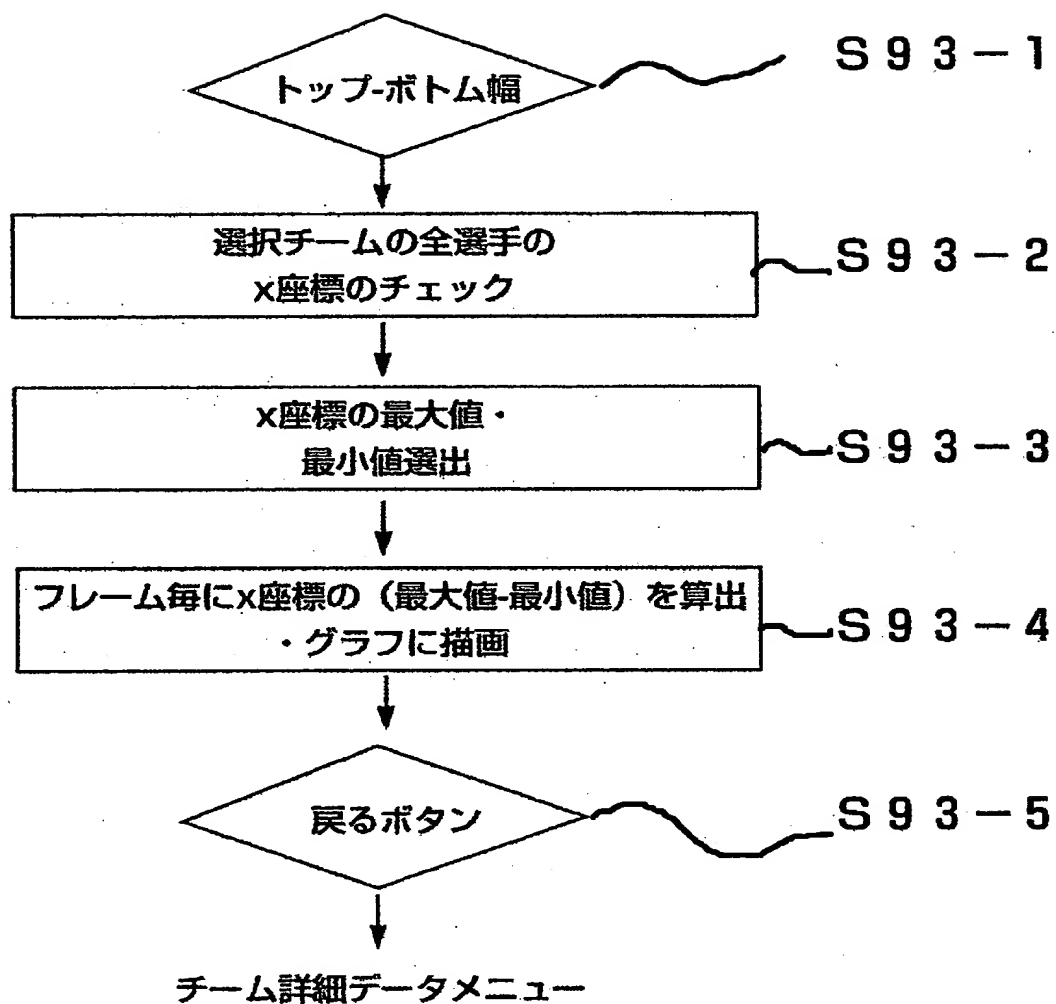 トップ-ボトム幅
S93-1
選択チームの全選手の
x座標のチェック
S93-2
x座標の最大値・
最小値選出
S93-3
フレーム毎にx座標の（最大値-最小値）を算出
・グラフに描画
S93-4
戻るボタン
S93-5
チーム詳細データメニュー